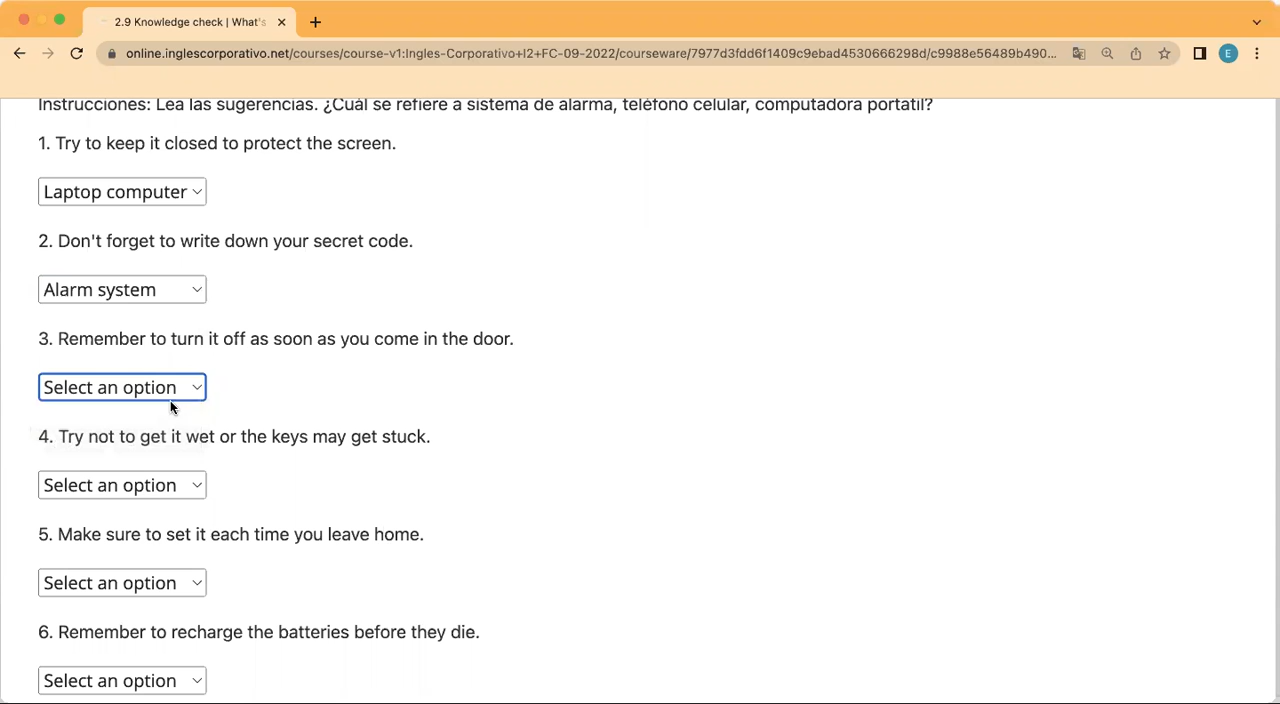 2.9 Knowledge check | What's
online.inglescorporativo.net/courses/course-v1:Ingles-Corporativo+I2+FC-09-2022/courseware/7977d3fdd6f1409c9ebad4530666298d/c9988e56489b490...
E
Instrucciones: Lea las sugerencias. ¿Cuál se refiere a sistema de alarma, teléfono celular, computadora portátil?
1. Try to keep it closed to protect the screen.
Laptop computer
2. Don't forget to write down your secret code.
Alarm system
3. Remember to turn it off as soon as you come in the door.
Select an option
4. Try not to get it wet or the keys may get stuck.
Select an option
5. Make sure to set it each time you leave home.
Select an option
6. Remember to recharge the batteries before they die.
Select an option